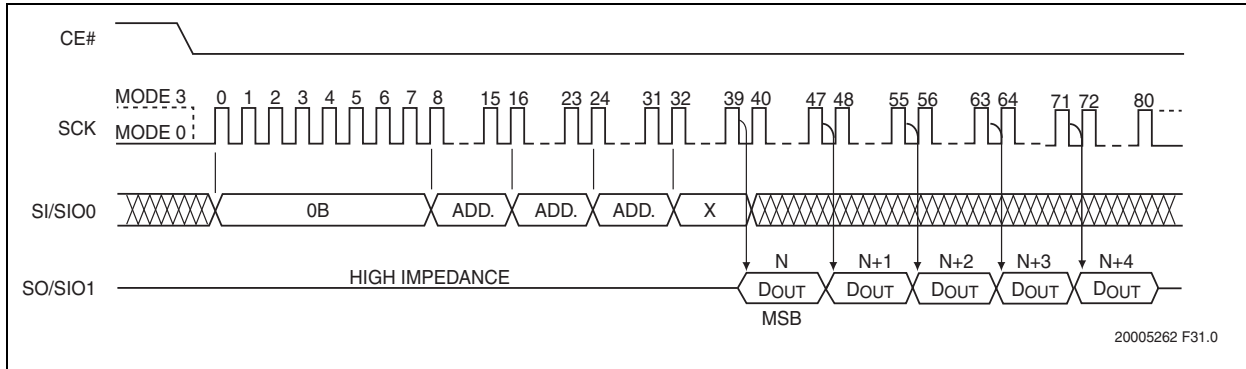 CE#
MODE 3 0 1 2 3 4 5 6 7 8 15 16 23 24 31 32 39 40 47 48 55 56 63 64 71 72 80
SCK MODE 0
SI/SIO0 0B ADD. ADD. ADD. X
N N+1 N+2 N+3 N+4
SO/SIO1 HIGH IMPEDANCE DOUT DOUT DOUT DOUT DOUT
MSB
20005262 F31.0